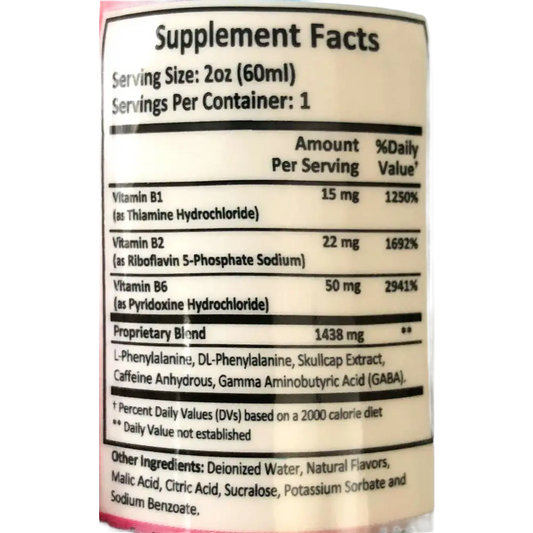 Supplement Facts
Serving Size: 2oz (60ml)
Servings Per Container: 1
Amount %Daily
Per Serving Value†
Vitamin B1 15 mg 1250%
(as Thiamine Hydrochloride)
Vitamin B2 22 mg 1692%
(as Riboflavin 5-Phosphate Sodium)
Vitamin B6 50 mg 2941%
(as Pyridoxine Hydrochloride)
Proprietary Blend 1438 mg **
L-Phenylalanine, DL-Phenylalanine, Skullcap Extract,
Caffeine Anhydrous, Gamma Aminobutyric Acid (GABA).
† Percent Daily Values (DVs) based on a 2000 calorie diet
** Daily Value not established
Other Ingredients: Deionized Water, Natural Flavors,
Malic Acid, Citric Acid, Sucralose, Potassium Sorbate and
Sodium Benzoate.